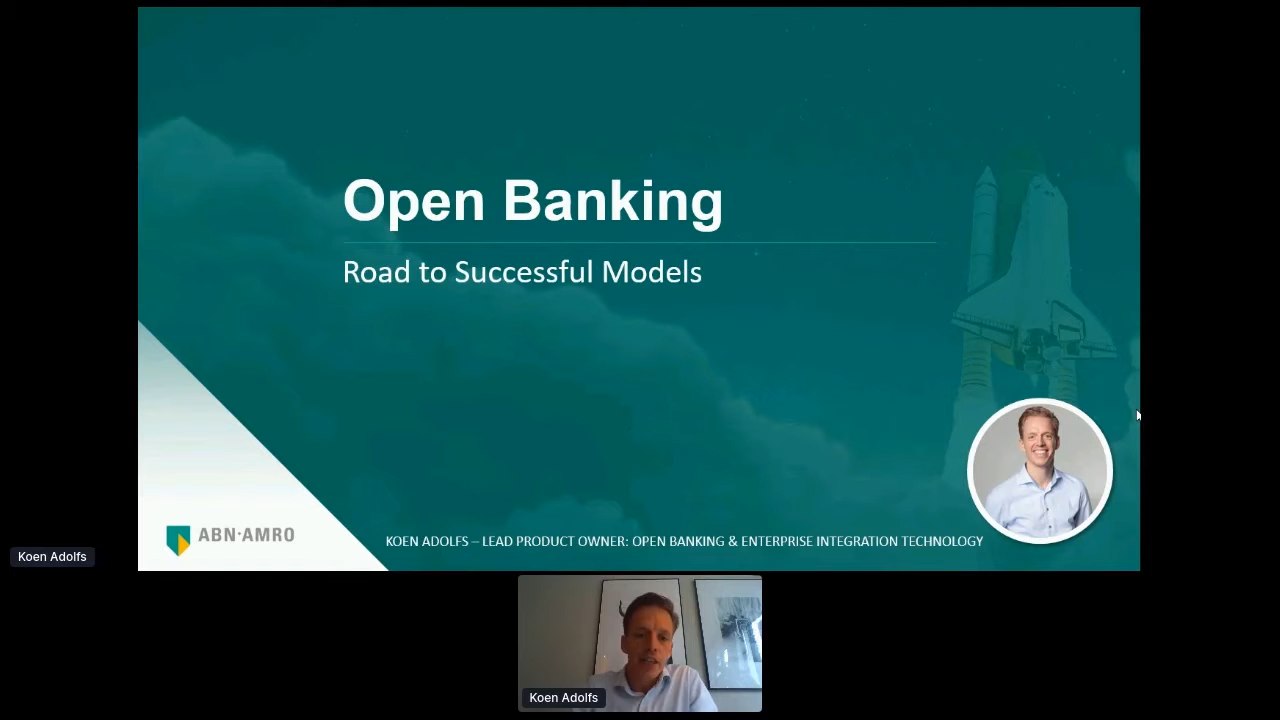 Open Banking
Road to Successful Models
ABN·AMRO
KOEN ADOLFS – LEAD PRODUCT OWNER: OPEN BANKING & ENTERPRISE INTEGRATION TECHNOLOGY
Koen Adolfs
Koen Adolfs